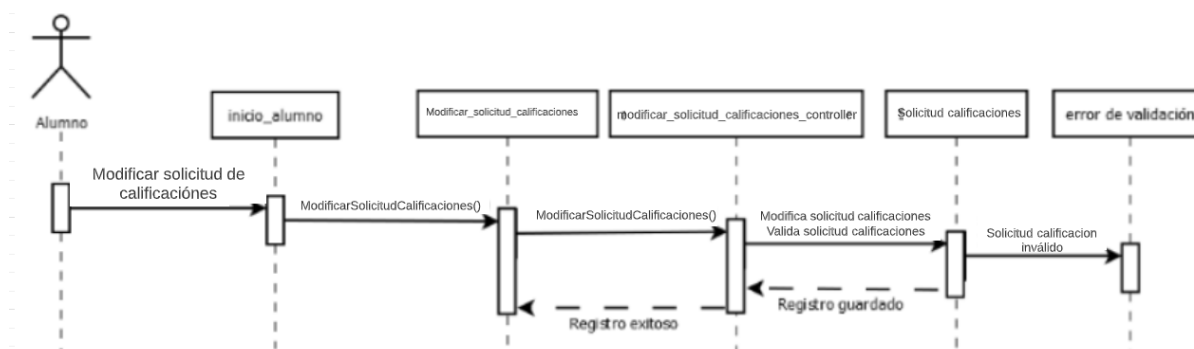 Alumno
inicio_alumno
Modificar_solicitud_calificaciones
modificar_solicitud_calificaciones_controller
Solicitud calificaciones
error de validación
Modificar solicitud de
calificaciónes
ModificarSolicitudCalificaciones()
ModificarSolicitudCalificaciones()
Modifica solicitud calificaciones
Valida solicitud calificaciones
Solicitud calificacion
inválido
Registro guardado
Registro exitoso